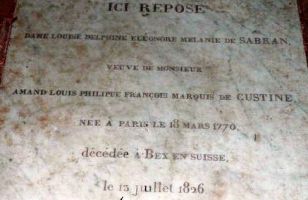 ICI REPOSE
DAME LOUISE DELPHINE ELÉONORE MELANIE DE SABRAN,
VEUVE DE MONSIEUR
AMAND LOUIS PHILIPPE FRANÇOIS MARQUIS DE CUSTINE
NÉE A PARIS LE 18 MARS 1770
décédée à BEX EN SUISSE,
le 13 juillet 1826